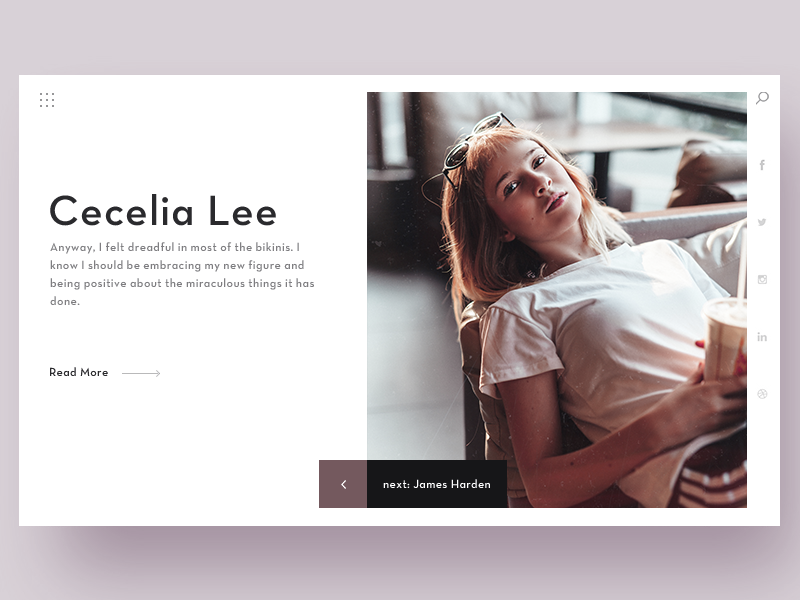 Cecelia Lee
Anyway, I felt dreadful in most of the bikinis. I
know I should be embracing my new figure and
being positive about the miraculous things it has
done.
Read More
next: James Harden